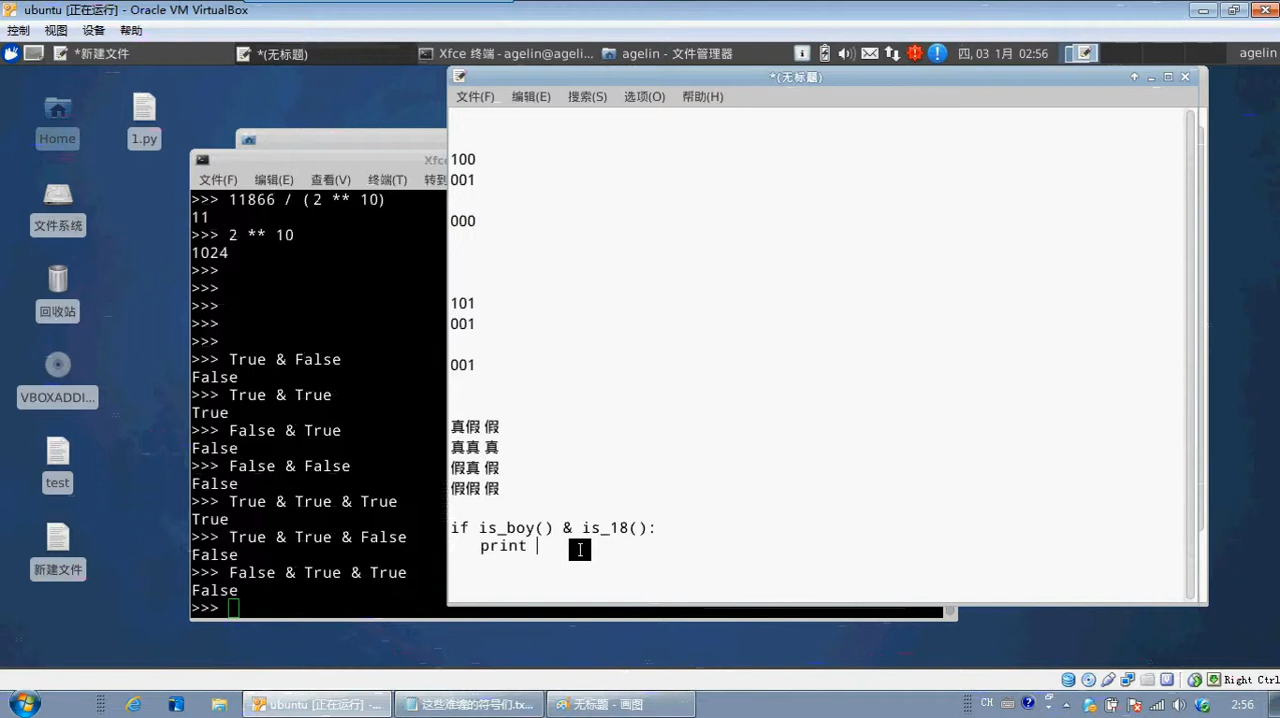 ubuntu [正在运行] - Oracle VM VirtualBox
控制 视图 设备 帮助
*新建文件
*(无标题)
Xfce 终端 - agelin@ageli...
agelin - 文件管理器
四, 03 1月 02:56
agelin
*(无标题)
文件(F) 编辑(E) 搜索(S) 选项(O) 帮助(H)
Home
1.py
文件系统
回收站
VBOXADDI...
test
新建文件
Xfce
文件(F) 编辑(E) 查看(V) 终端(T) 转到
>>> 11866 / (2 ** 10)
11
>>> 2 ** 10
1024
>>>
>>>
>>>
>>>
>>>
>>> True & False
False
>>> True & True
True
>>> False & True
False
>>> False & False
False
>>> True & True & True
True
>>> True & True & False
False
>>> False & True & True
False
>>>
100
001
000
101
001
001
真假 假
真真 真
假真 假
假假 假
if is_boy() & is_18():
print
Right Ctrl
ubuntu [正在运行] -...
这些难缠的符号们.tx...
无标题 - 画图
CH
2:56